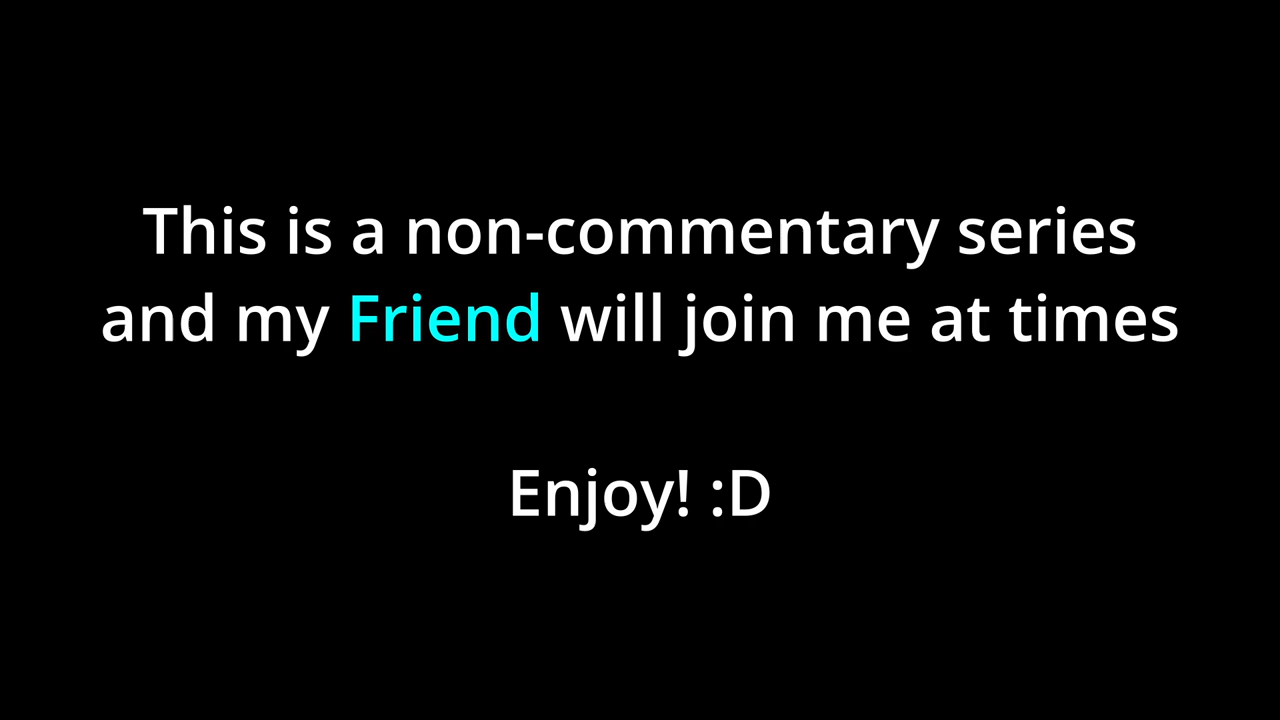 This is a non-commentary series
and my Friend will join me at times
Enjoy! :D